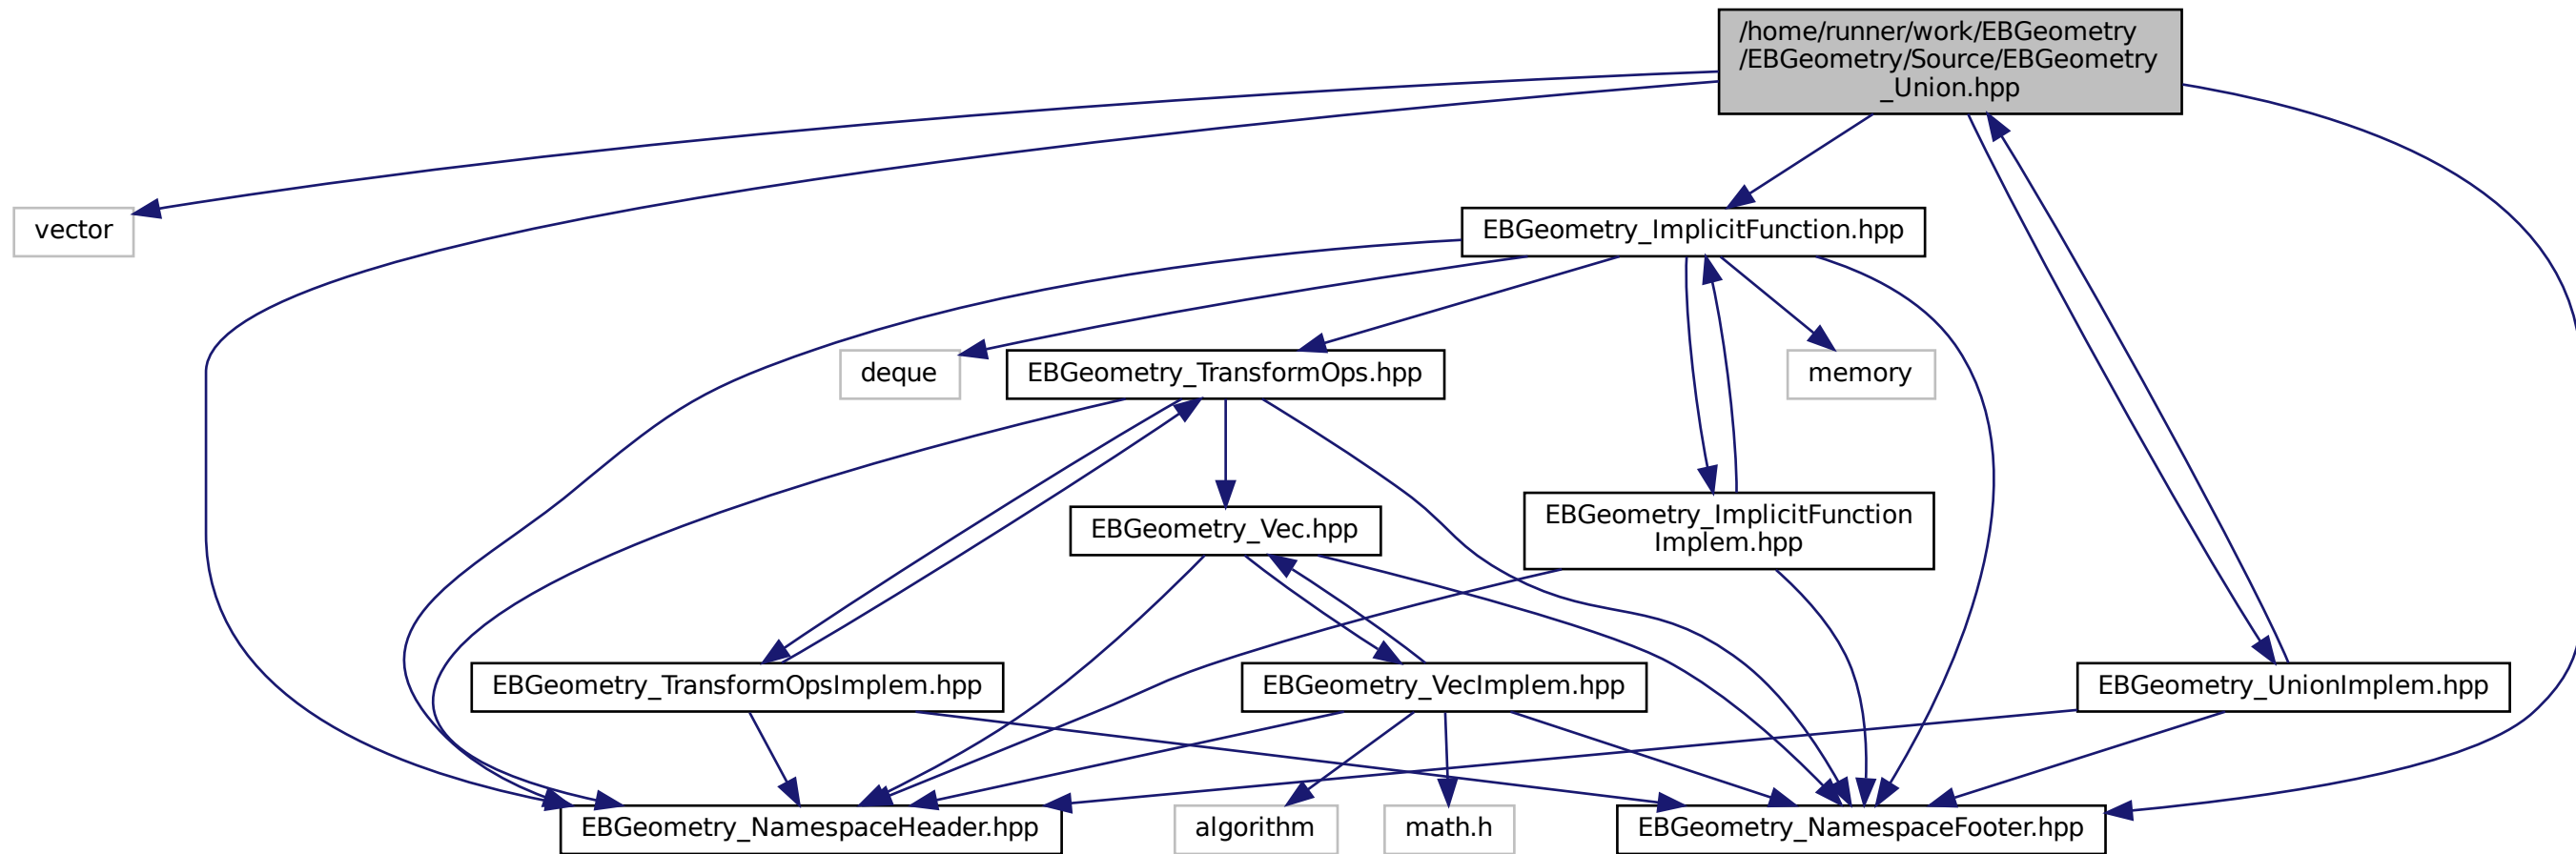 /home/runner/work/EBGeometry
/EBGeometry/Source/EBGeometry
_Union.hpp
vector
EBGeometry_ImplicitFunction.hpp
deque
EBGeometry_TransformOps.hpp
memory
EBGeometry_Vec.hpp
EBGeometry_ImplicitFunction
Implem.hpp
EBGeometry_TransformOpsImplem.hpp
EBGeometry_VecImplem.hpp
EBGeometry_UnionImplem.hpp
EBGeometry_NamespaceHeader.hpp
algorithm
math.h
EBGeometry_NamespaceFooter.hpp